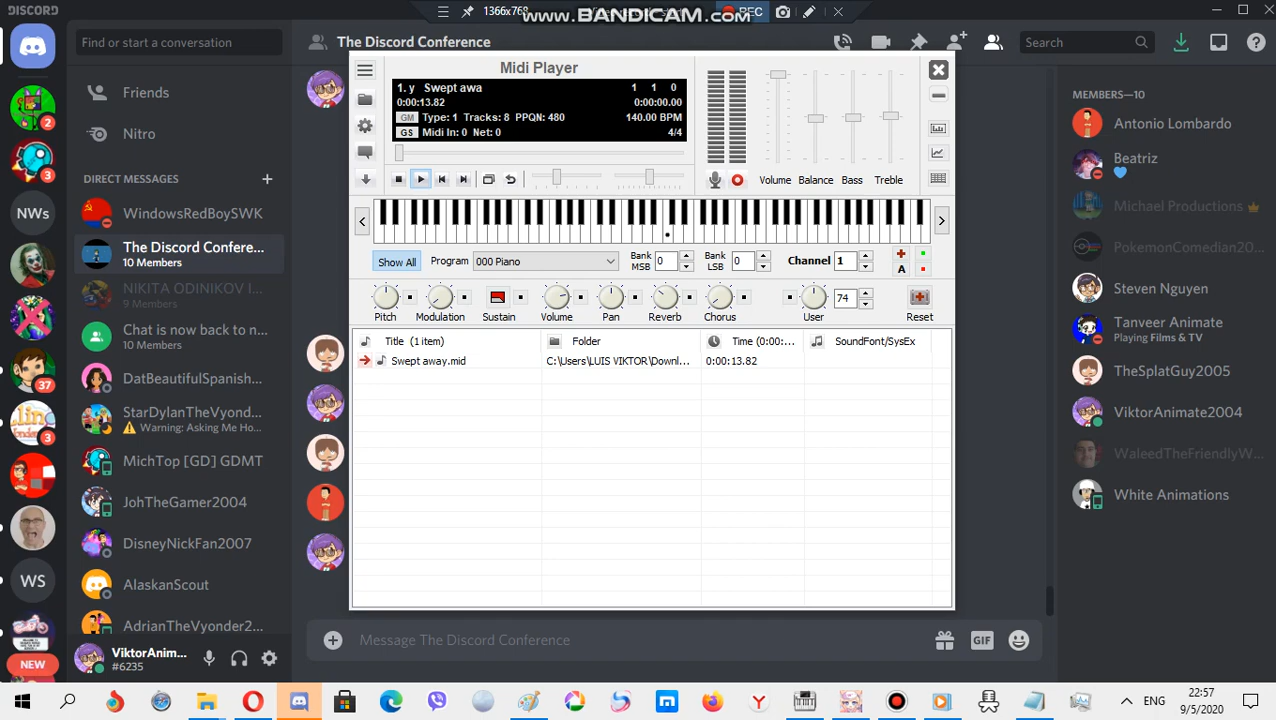 DISCORD
1366x768
www.BANDICAM.com
REC
Find or start a conversation
The Discord Conference
Search
Friends
Nitro
DIRECT MESSAGES
2
3
NWs
37
3
WS
NEW
WindowsRedBoySWK
The Discord Confere...
10 Members
NIKITA ODINIKOV I...
9 Members
Chat is now back to n...
10 Members
DatBeautifulSpanish...
StarDylanTheVyond...
Warning: Asking Me Ho...
MichTop [GD] GDMT
JohTheGamer2004
DisneyNickFan2007
AlaskanScout
AdrianTheVyonder2...
ViktorAnim...
#6235
Midi Player
1. y Swept awa
1 1 0
0:00:13.82
0:00:00.00
GM Type: 1 Tracks: 8 PPQN: 480
140.00 BPM
GS Midi In: 0 Net: 0
4/4
Volume Balance Bass Treble
Show All
Program
000 Piano
Bank MSB
0
Bank LSB
0
Channel
1
A
74
Pitch Modulation Sustain Volume Pan Reverb Chorus User Reset
Title (1 item)
Folder
Time (0:00:...
SoundFont/SysEx
Swept away.mid
C:\Users\LUIS VIKTOR\Downl...
0:00:13.82
Message The Discord Conference
GIF
MEMBERS—10
Antonio Lombardo
Beatriz
Michael Productions
PokemonComedian20...
Steven Nguyen
Tanveer Animate
Playing Films & TV
TheSplatGuy2005
ViktorAnimate2004
WaleedTheFriendlyW...
White Animations
ENG
22:57
9/5/2020